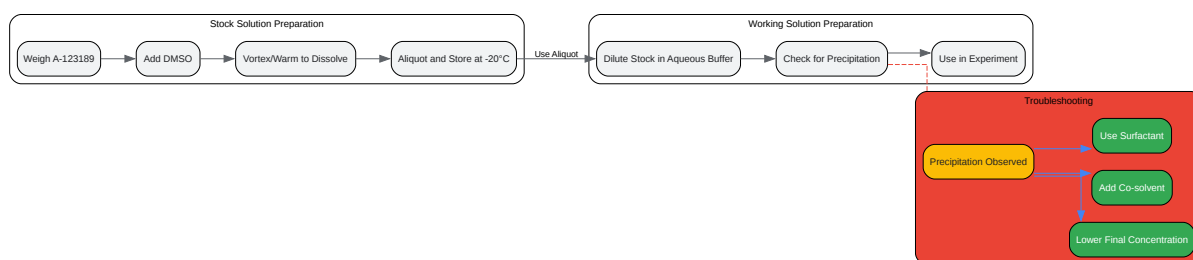 Stock Solution Preparation
Weigh A-123189
Add DMSO
Vortex/Warm to Dissolve
Aliquot and Store at -20°C
Use Aliquot
Working Solution Preparation
Dilute Stock in Aqueous Buffer
Check for Precipitation
Use in Experiment
Troubleshooting
Precipitation Observed
Use Surfactant
Add Co-solvent
Lower Final Concentration